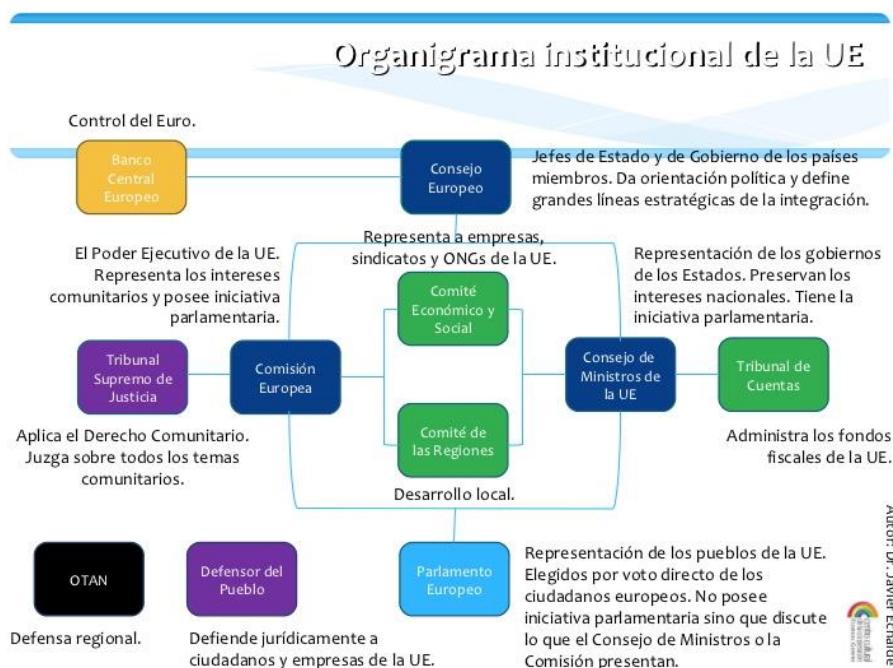 Organigrama institucional de la UE
Control del Euro.
Banco
Central
Europeo
Consejo
Europeo
Jefes de Estado y de Gobierno de los países
miembros. Da orientación política y define
grandes líneas estratégicas de la integración.
El Poder Ejecutivo de la UE.
Representa los intereses
comunitarios y posee iniciativa
parlamentaria.
Representa a empresas,
sindicatos y ONGs de la UE.
Representación de los gobiernos
de los Estados. Preservan los
intereses nacionales. Tiene la
iniciativa parlamentaria.
Comité
Económico y
Social
Tribunal
Supremo de
Justicia
Comisión
Europea
Consejo de
Ministros de
la UE
Tribunal de
Cuentas
Aplica el Derecho Comunitario.
Juzga sobre todos los temas
comunitarios.
Comité de
las Regiones
Administra los fondos
fiscales de la UE.
Desarrollo local.
OTAN
Defensor del
Pueblo
Parlamento
Europeo
Representación de los pueblos de la UE.
Elegidos por voto directo de los
ciudadanos europeos. No posee
iniciativa parlamentaria sino que discute
lo que el Consejo de Ministros o la
Comisión presentan.
Defensa regional.
Defiende jurídicamente a
ciudadanos y empresas de la UE.
Autor: Dr. Javier